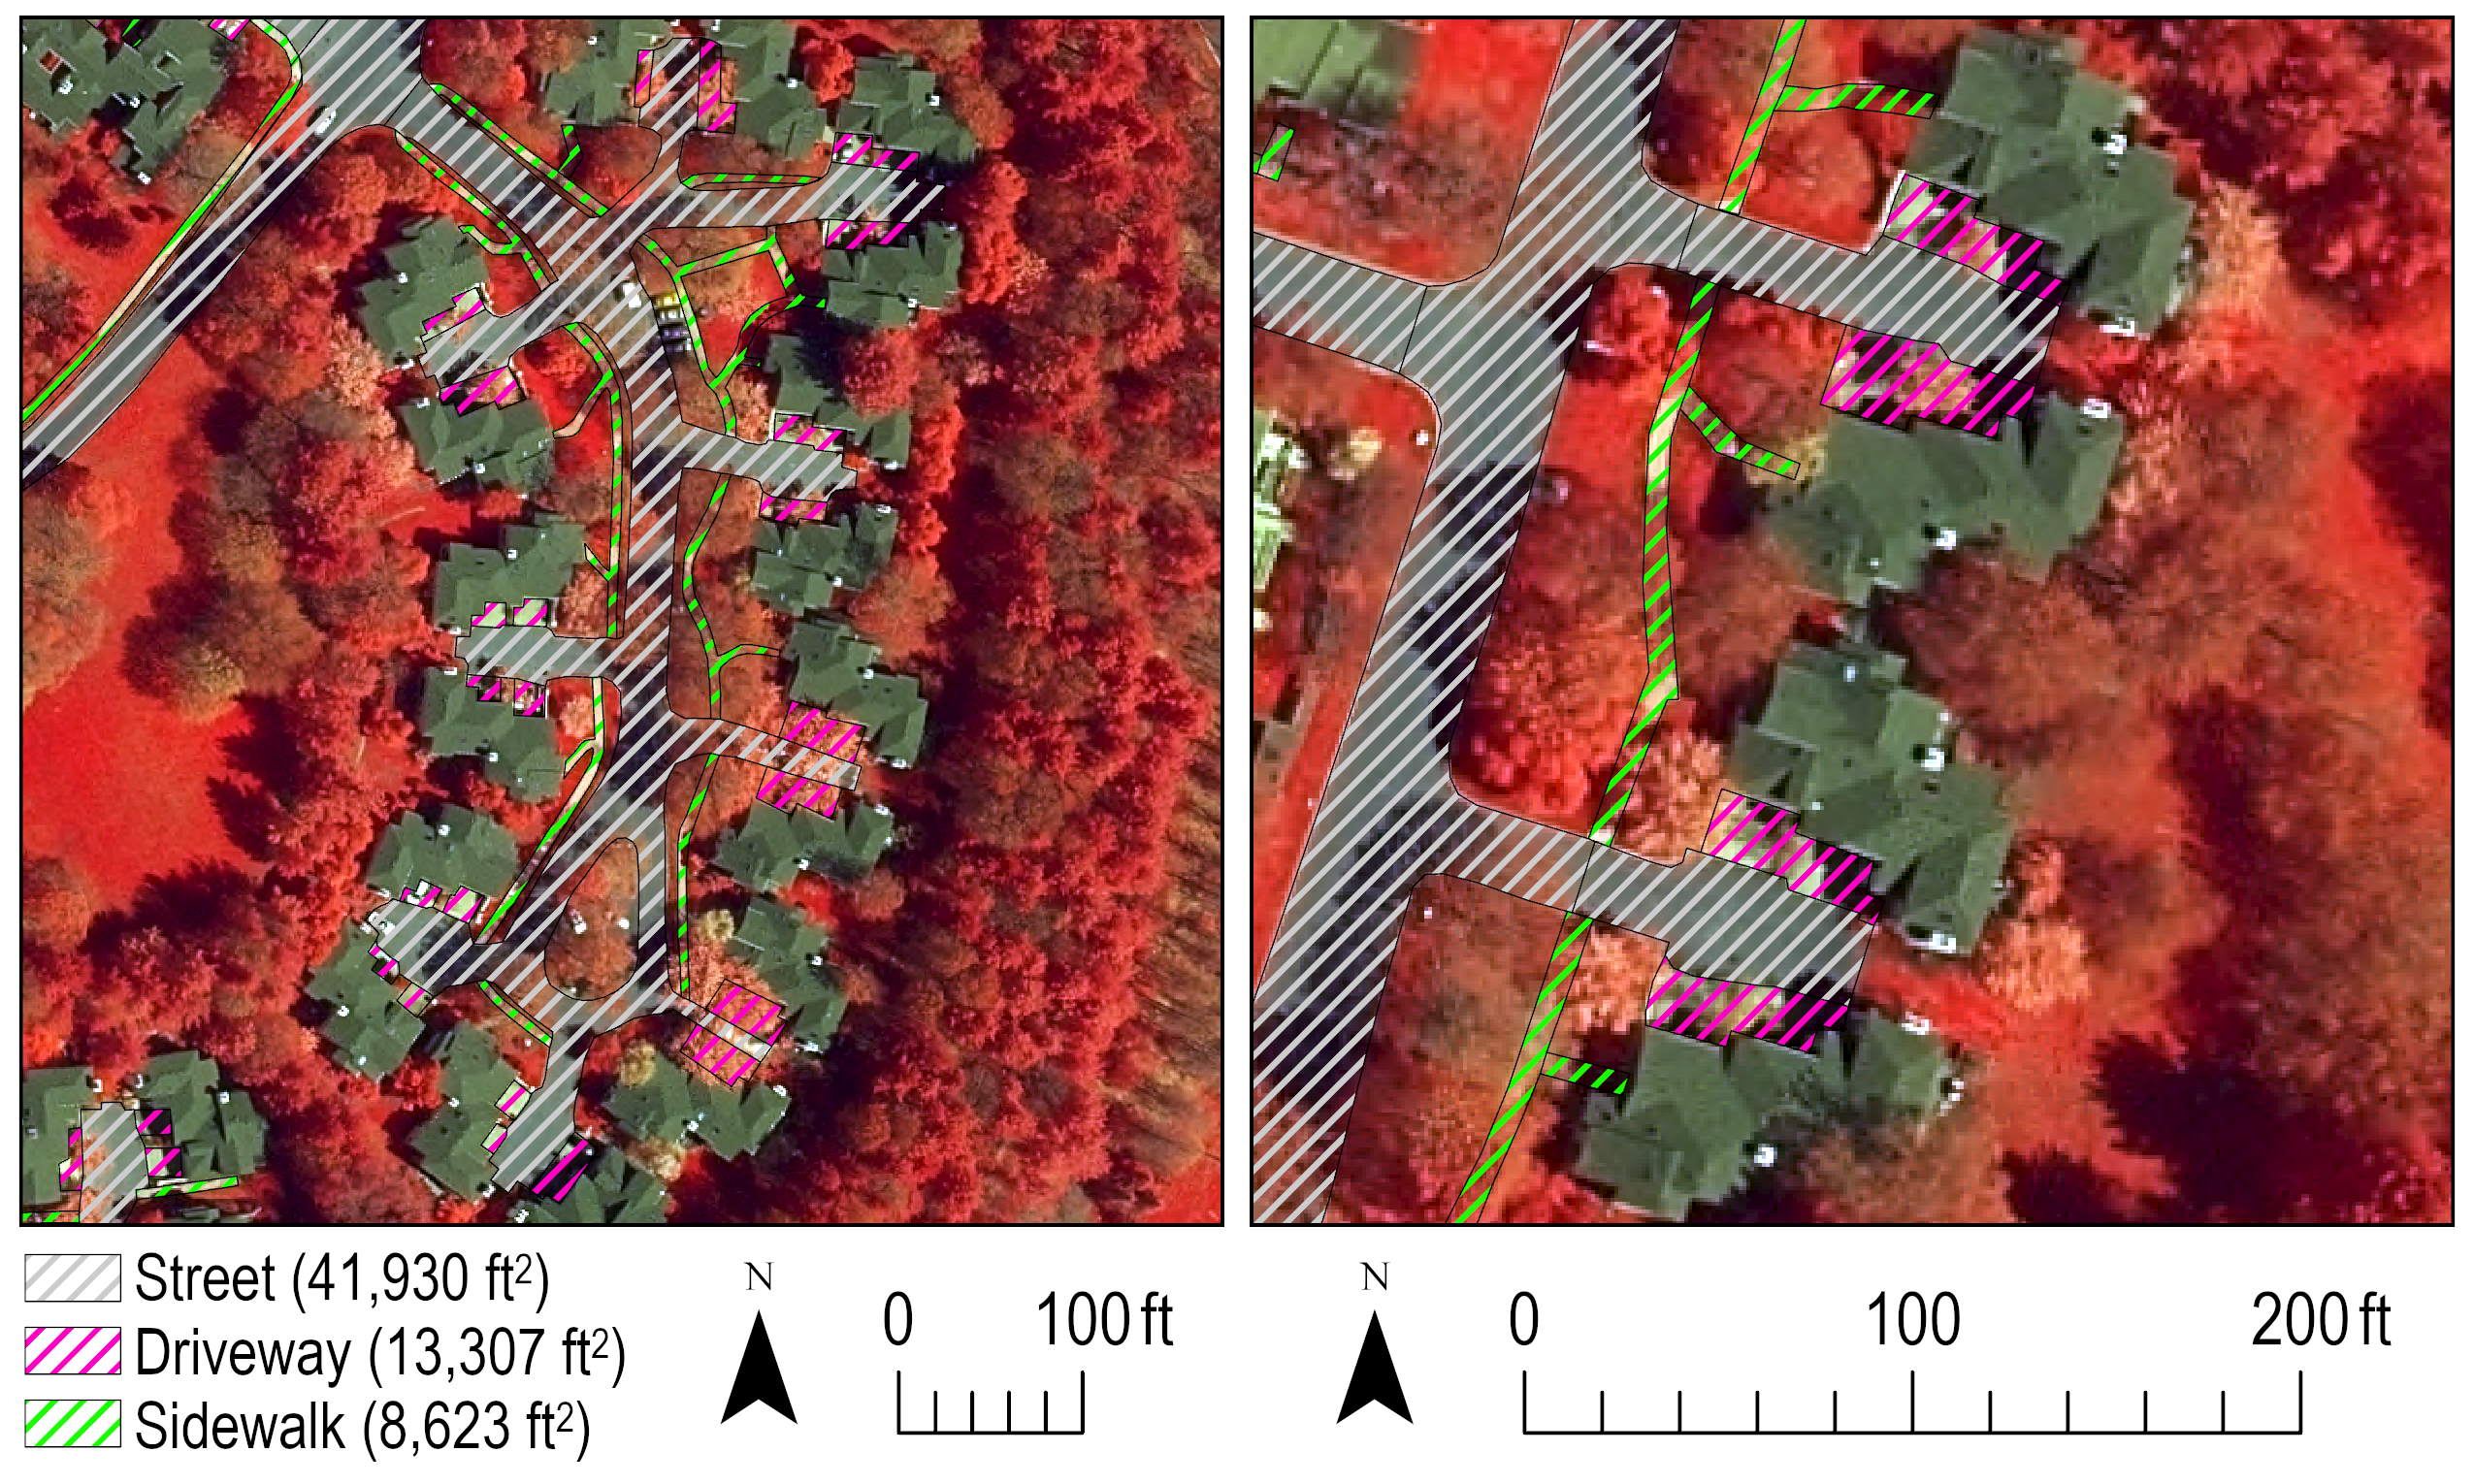 Street (41,930 ft²)
Driveway (13,307 ft²)
Sidewalk (8,623 ft²)
N
0 100 ft
N
0 100 200 ft